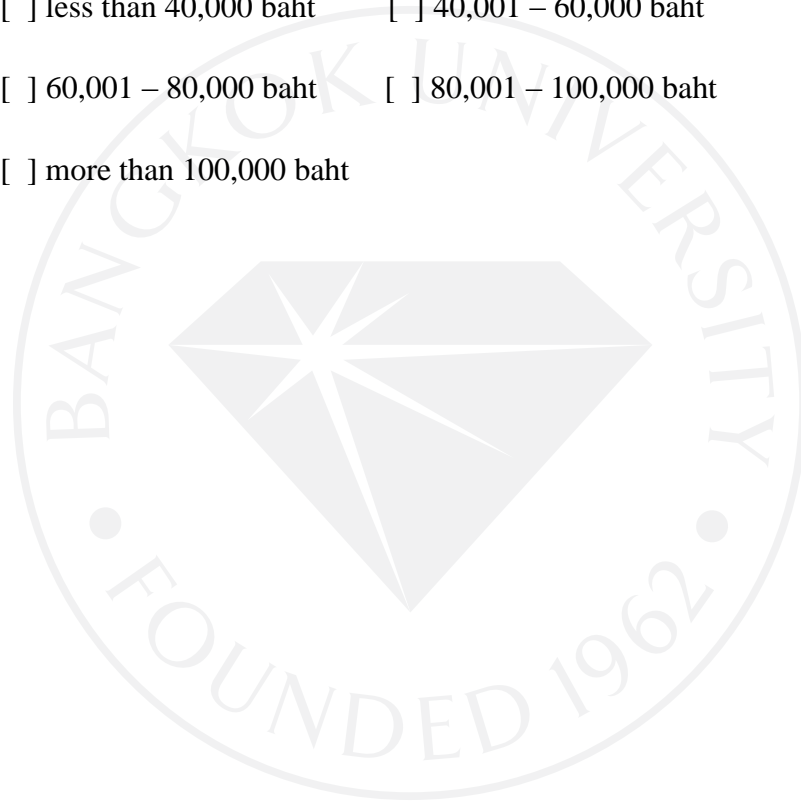 [ ] less than 40,000 baht [ ] 40,001 – 60,000 baht
[ ] 60,001 – 80,000 baht [ ] 80,001 – 100,000 baht
[ ] more than 100,000 baht
BANGKOK UNIVERSITY
FOUNDED 1962